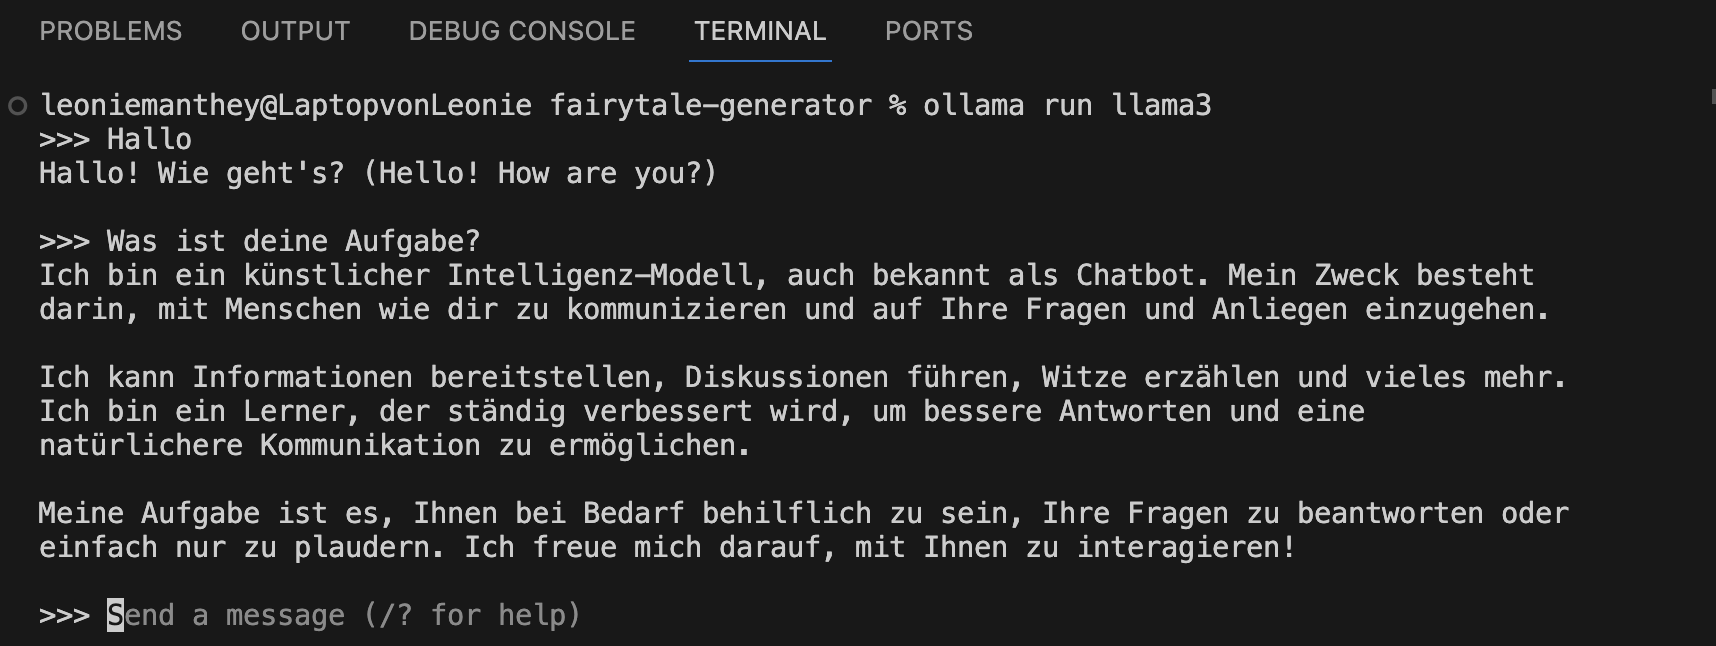 PROBLEMS OUTPUT DEBUG CONSOLE TERMINAL PORTS
leoniemanthey@LaptopvonLeonie fairytale-generator % ollama run llama3
>>> Hallo
Hallo! Wie geht's? (Hello! How are you?)
>>> Was ist deine Aufgabe?
Ich bin ein künstlicher Intelligenz-Modell, auch bekannt als Chatbot. Mein Zweck besteht
darin, mit Menschen wie dir zu kommunizieren und auf Ihre Fragen und Anliegen einzugehen.
Ich kann Informationen bereitstellen, Diskussionen führen, Witze erzählen und vieles mehr.
Ich bin ein Lerner, der ständig verbessert wird, um bessere Antworten und eine
natürlichere Kommunikation zu ermöglichen.
Meine Aufgabe ist es, Ihnen bei Bedarf behilflich zu sein, Ihre Fragen zu beantworten oder
einfach nur zu plaudern. Ich freue mich darauf, mit Ihnen zu interagieren!
>>> Send a message (/? for help)